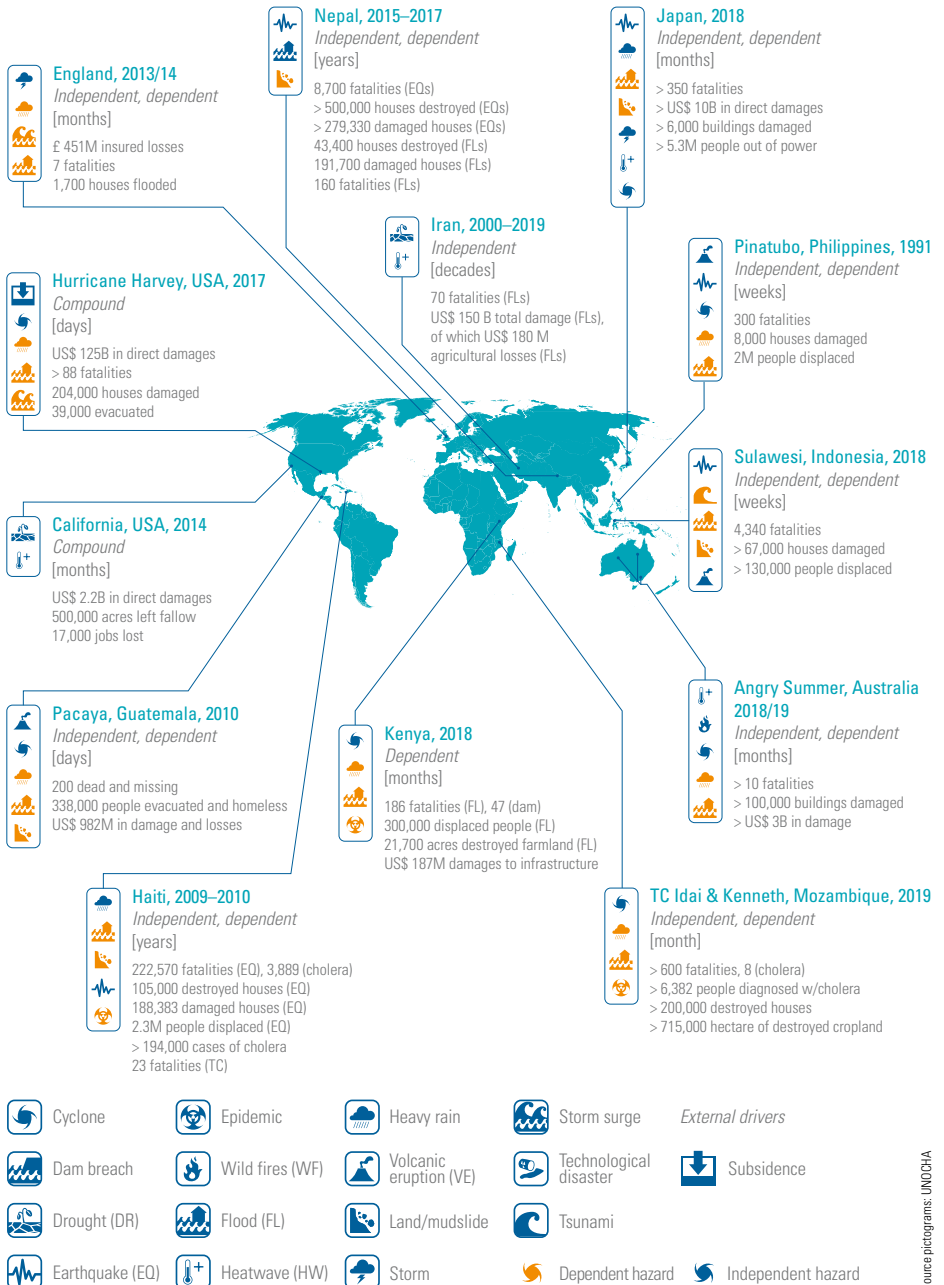 Nepal, 2015–2017
Independent, dependent
[years]
8,700 fatalities (EQs)
> 500,000 houses destroyed (EQs)
> 279,330 damaged houses (EQs)
43,400 houses destroyed (FLs)
191,700 damaged houses (FLs)
160 fatalities (FLs)
Japan, 2018
Independent, dependent
[months]
> 350 fatalities
> US$ 10B in direct damages
> 6,000 buildings damaged
> 5.3M people out of power
England, 2013/14
Independent, dependent
[months]
£ 451M insured losses
7 fatalities
1,700 houses flooded
Iran, 2000–2019
Independent
[decades]
70 fatalities (FLs)
US$ 150 B total damage (FLs),
of which US$ 180 M
agricultural losses (FLs)
Pinatubo, Philippines, 1991
Independent, dependent
[weeks]
300 fatalities
8,000 houses damaged
2M people displaced
Hurricane Harvey, USA, 2017
Compound
[days]
US$ 125B in direct damages
> 88 fatalities
204,000 houses damaged
39,000 evacuated
Sulawesi, Indonesia, 2018
Independent, dependent
[weeks]
4,340 fatalities
> 67,000 houses damaged
> 130,000 people displaced
California, USA, 2014
Compound
[months]
US$ 2.2B in direct damages
500,000 acres left fallow
17,000 jobs lost
Angry Summer, Australia
2018/19
Independent, dependent
[months]
> 10 fatalities
> 100,000 buildings damaged
> US$ 3B in damage
Pacaya, Guatemala, 2010
Independent, dependent
[days]
200 dead and missing
338,000 people evacuated and homeless
US$ 982M in damage and losses
Kenya, 2018
Dependent
[months]
186 fatalities (FL), 47 (dam)
300,000 displaced people (FL)
21,700 acres destroyed farmland (FL)
US$ 187M damages to infrastructure
Haiti, 2009–2010
Independent, dependent
[years]
222,570 fatalities (EQ), 3,889 (cholera)
105,000 destroyed houses (EQ)
188,383 damaged houses (EQ)
2.3M people displaced (EQ)
> 194,000 cases of cholera
23 fatalities (TC)
TC Idai & Kenneth, Mozambique, 2019
Independent, dependent
[month]
> 600 fatalities, 8 (cholera)
> 6,382 people diagnosed w/cholera
> 200,000 destroyed houses
> 715,000 hectare of destroyed cropland
Cyclone
Epidemic
Heavy rain
Storm surge
External drivers
Dam breach
Wild fires (WF)
Volcanic
eruption (VE)
Technological
disaster
Subsidence
Drought (DR)
Flood (FL)
Land/mudslide
Tsunami
Earthquake (EQ)
Heatwave (HW)
Storm
Dependent hazard
Independent hazard
ource pictograms: UNOCHA